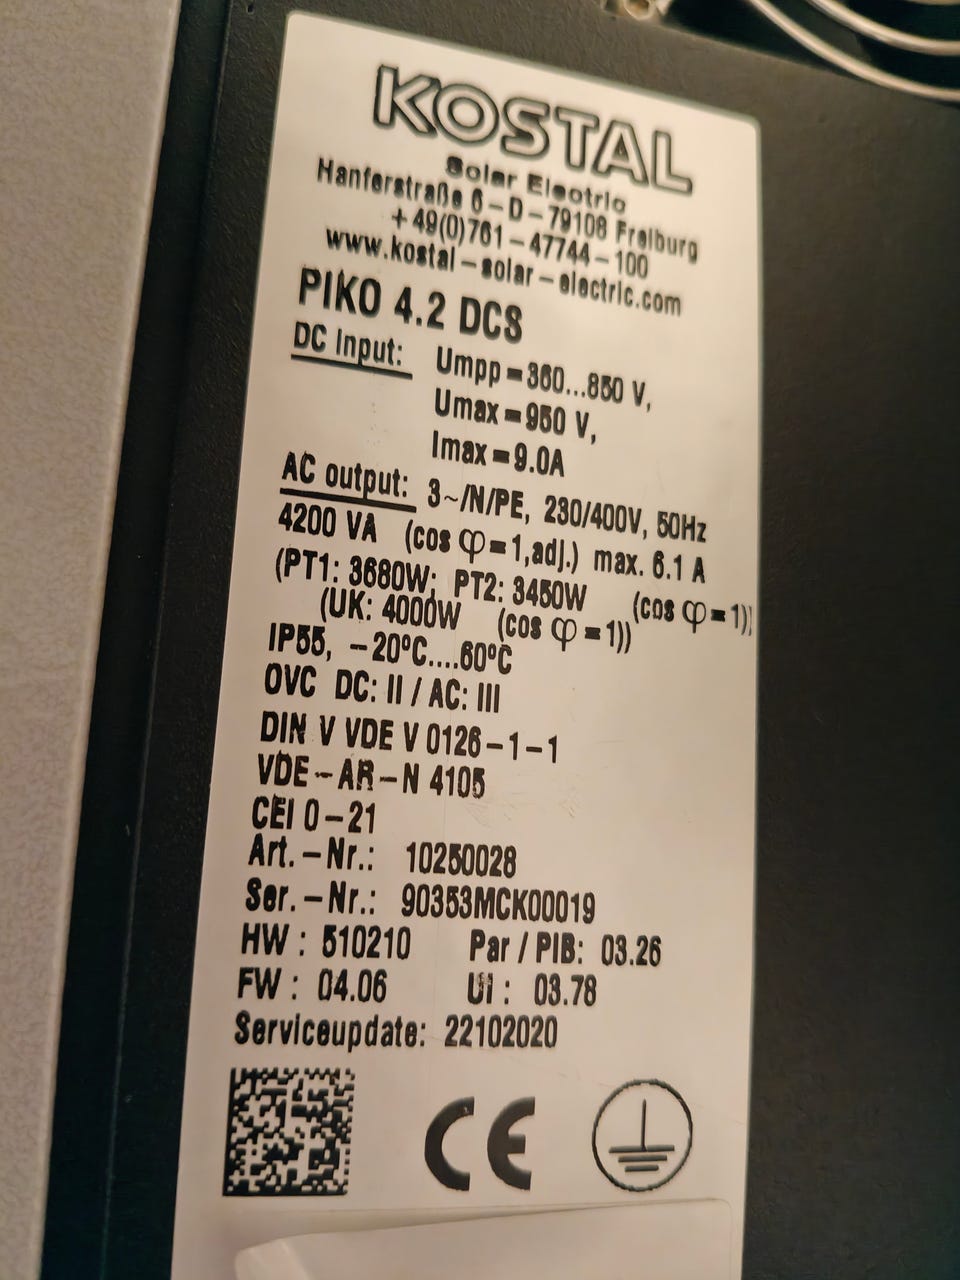 KOSTAL
Solar Electric
Hanferstraße 6 – D – 79108 Freiburg
+49(0)761 – 47744 – 100
www.kostal – solar – electric.com
PIKO 4.2 DCS
DC Input: Umpp = 360...850 V,
Umax = 950 V,
Imax = 9.0A
AC output: 3~/N/PE, 230/400V, 50Hz
4200 VA (cos φ = 1,adj.) max. 6.1 A
(PT1: 3680W; PT2: 3450W (cos φ = 1))
(UK: 4000W (cos φ = 1))
IP55, –20°C....60°C
OVC DC: II / AC: III
DIN V VDE V 0126 – 1 – 1
VDE – AR – N 4105
CEI 0 – 21
Art. – Nr.: 10250028
Ser. – Nr.: 90353MCK00019
HW : 510210 Par / PIB: 03.26
FW : 04.06 UI : 03.78
Serviceupdate: 22102020
CE